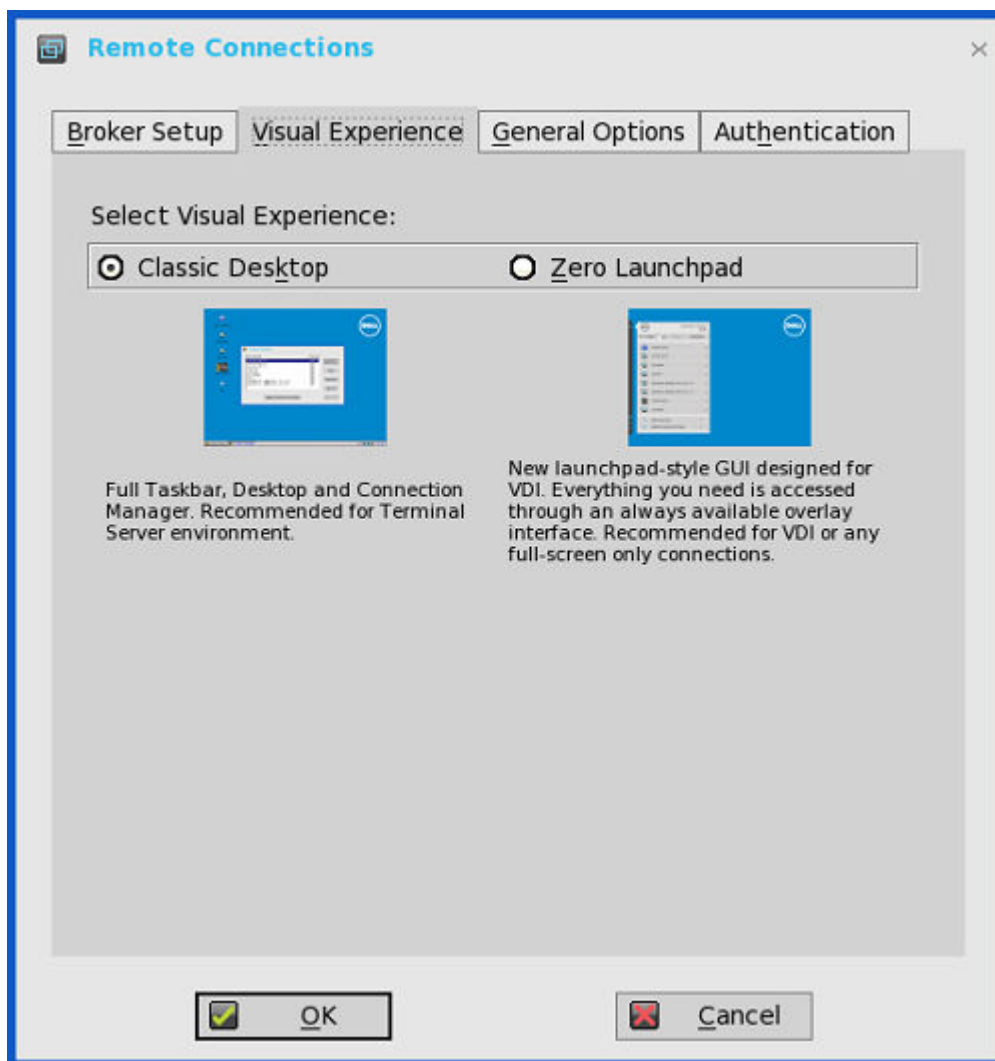 Remote Connections
Broker Setup Visual Experience General Options Authentication
Select Visual Experience:
Classic Desktop Zero Launchpad
DELL DELL
Full Taskbar, Desktop and Connection
Manager. Recommended for Terminal
Server environment.
New launchpad-style GUI designed for
VDI. Everything you need is accessed
through an always available overlay
interface. Recommended for VDI or any
full-screen only connections.
OK Cancel